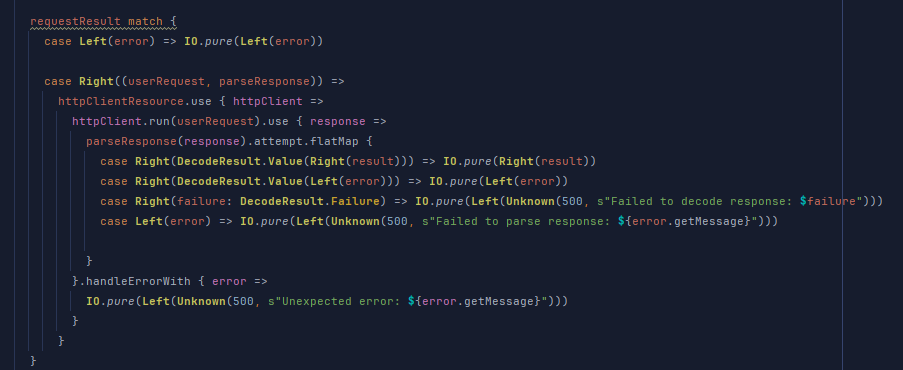 requestResult match {
case Left(error) => IO.pure(Left(error))
case Right((userRequest, parseResponse)) =>
httpClientResource.use { httpClient =>
httpClient.run(userRequest).use { response =>
parseResponse(response).attempt.flatMap {
case Right(DecodeResult.Value(Right(result))) => IO.pure(Right(result))
case Right(DecodeResult.Value(Left(error))) => IO.pure(Left(error))
case Right(failure: DecodeResult.Failure) => IO.pure(Left(Unknown(500, s"Failed to decode response: $failure")))
case Left(error) => IO.pure(Left(Unknown(500, s"Failed to parse response: ${error.getMessage}")))
}
}.handleErrorWith { error =>
IO.pure(Left(Unknown(500, s"Unexpected error: ${error.getMessage}")))
}
}
}